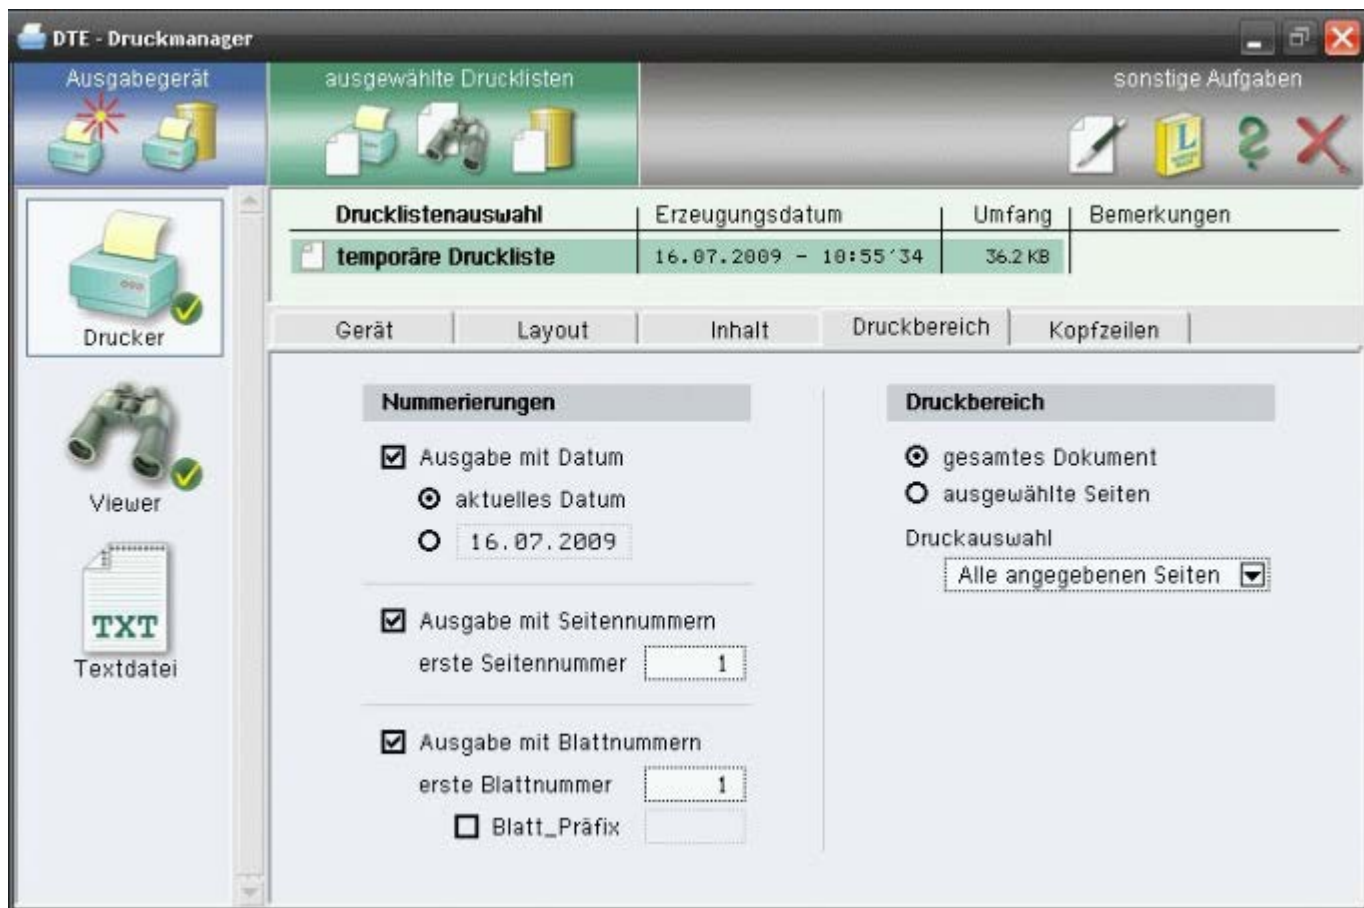 DTE - Druckmanager
Ausgabegerät
ausgewählte Drucklisten
sonstige Aufgaben
L
Drucklistenauswahl Erzeugungsdatum Umfang Bemerkungen
temporäre Druckliste 16.07.2009 - 10:55´34 36.2 KB
Drucker
Viewer
TXT
Textdatei
Gerät Layout Inhalt Druckbereich Kopfzeilen
Nummerierungen
Ausgabe mit Datum
aktuelles Datum
16.07.2009
Ausgabe mit Seitennummern
erste Seitennummer 1
Ausgabe mit Blattnummern
erste Blattnummer 1
Blatt_Präfix
Druckbereich
gesamtes Dokument
ausgewählte Seiten
Druckauswahl
Alle angegebenen Seiten